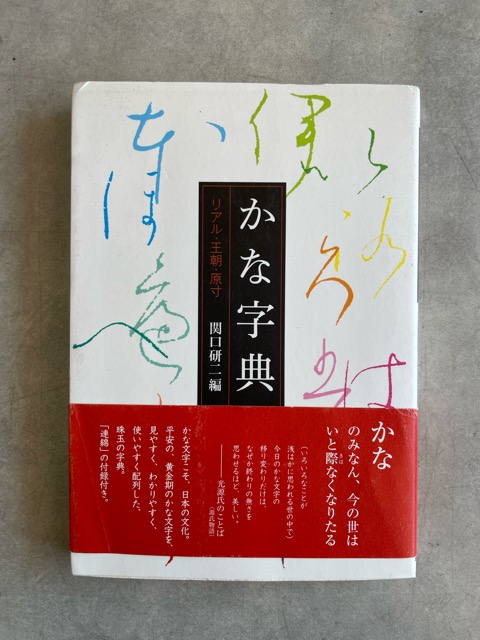 かな字典
リアル・王朝・原寸
関口研二編
かな
のみなん、今の世は
いと際なくなりたる
きは
(いろいろなことが
浅はかに思われる世の中で)
今日のかな文字の
移り変わりだけは、
なぜか終わりの無さを
思わせるほど、美しい。
——光源氏のことば
(源氏物語)
かな文字こそ、日本の文化。
平安の、黄金期のかな文字を、
見やすく、わかりやすく、
使いやすく配列した、
珠玉の字典。
「連綿」の付録付き。